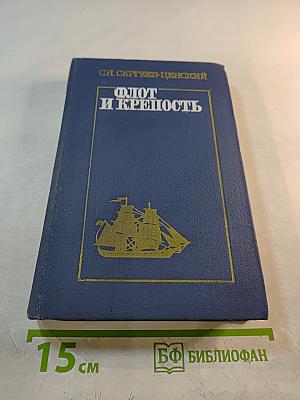 С.Н. СЕРГЕЕВ-ЦЕНСКИЙ
ФЛОТ
И КРЕПОСТЬ
15 см
БФ БИБЛИОФАН